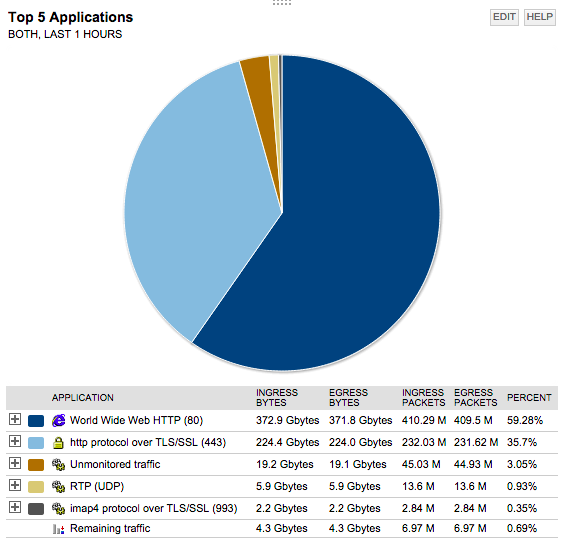 Top 5 Applications
EDIT HELP
BOTH, LAST 1 HOURS
APPLICATION INGRESS BYTES EGRESS BYTES INGRESS PACKETS EGRESS PACKETS PERCENT
World Wide Web HTTP (80) 372.9 Gbytes 371.8 Gbytes 410.29 M 409.5 M 59.28%
http protocol over TLS/SSL (443) 224.4 Gbytes 224.0 Gbytes 232.03 M 231.62 M 35.7%
Unmonitored traffic 19.2 Gbytes 19.1 Gbytes 45.03 M 44.93 M 3.05%
RTP (UDP) 5.9 Gbytes 5.9 Gbytes 13.6 M 13.6 M 0.93%
imap4 protocol over TLS/SSL (993) 2.2 Gbytes 2.2 Gbytes 2.84 M 2.84 M 0.35%
Remaining traffic 4.3 Gbytes 4.3 Gbytes 6.97 M 6.97 M 0.69%